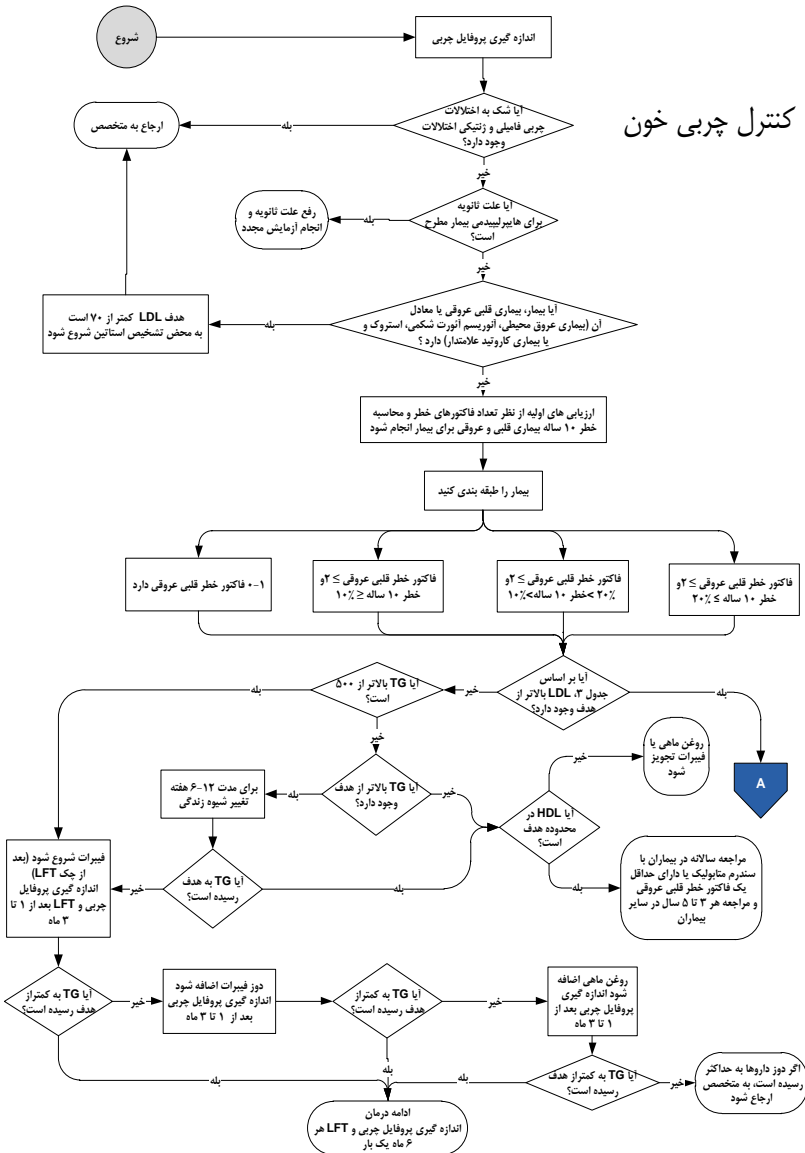 کنترل چربی خون
شروع
اندازه گیری پروفایل چربی
آیا شک به اختلالات
چربی فامیلی و ژنتیکی اختلالات
وجود دارد؟
بله
ارجاع به متخصص
خیر
آیا علت ثانویه
برای هایپرلیپیدمی بیمار مطرح
است؟
بله
رفع علت ثانویه و
انجام آزمایش مجدد
خیر
آیا بیمار، بیماری قلبی عروقی یا معادل
آن (بیماری عروق محیطی، آنوریسم آئورت شکمی، استروک و
یا بیماری کاروتید علامتدار) دارد ؟
بله
هدف LDL کمتر از ۷۰ است
به محض تشخیص استاتین شروع شود
خیر
ارزیابی های اولیه از نظر تعداد فاکتورهای خطر و محاسبه
خطر ۱۰ ساله بیماری قلبی و عروقی برای بیمار انجام شود
بیمار را طبقه بندی کنید
فاکتور خطر قلبی عروقی ≥ ۲و
خطر ۱۰ ساله ≥ ۲۰٪
فاکتور خطر قلبی عروقی ≥ ۲و
۲۰٪ >خطر ۱۰ ساله>۱۰٪
فاکتور خطر قلبی عروقی ≥ ۲و
خطر ۱۰ ساله ≤ ۱۰٪
۰-۱ فاکتور خطر قلبی عروقی دارد
آیا بر اساس
جدول ۳، LDL بالاتر از
هدف وجود دارد؟
بله
A
خیر
آیا TG بالاتر از ۵۰۰
است؟
بله
خیر
آیا TG بالاتر از هدف
وجود دارد؟
خیر
بله
برای مدت ۱۲-۶ هفته
تغییر شیوه زندگی
آیا TG به هدف
رسیده است؟
بله
خیر
آیا HDL در
محدوده هدف
است؟
خیر
روغن ماهی یا
فیبرات تجویز
شود
بله
مراجعه سالانه در بیماران با
سندرم متابولیک یا دارای حداقل
یک فاکتور خطر قلبی عروقی
و مراجعه هر ۳ تا ۵ سال در سایر
بیماران
فیبرات شروع شود (بعد
از چک LFT)
اندازه گیری پروفایل
چربی و LFT بعد از ۱ تا
۳ ماه
آیا TG به کمتراز
هدف رسیده است؟
خیر
بله
دوز فیبرات اضافه شود
اندازه گیری پروفایل چربی
بعد از ۱ تا ۳ ماه
آیا TG به کمتراز
هدف رسیده است؟
خیر
بله
روغن ماهی اضافه
شود اندازه گیری
پروفایل چربی بعد از
۱ تا ۳ ماه
آیا TG به کمتراز هدف
رسیده است؟
بله
خیر
اگر دوز داروها به حداکثر
رسیده است، به متخصص
ارجاع شود
ادامه درمان
اندازه گیری پروفایل چربی و LFT هر
۶ ماه یک بار